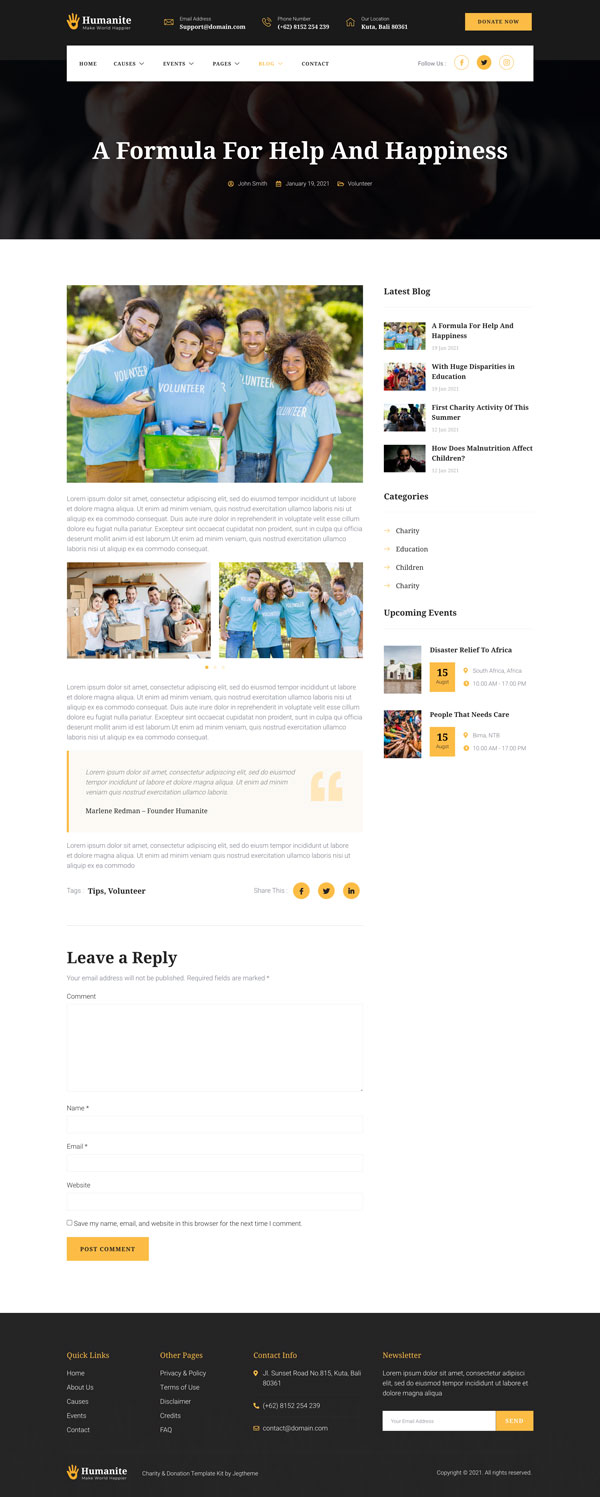 Humanite
Make World Happier
Email Address
Support@domain.com
Phone Number
(+62) 8152 254 239
Our Location
Kuta, Bali 80361
DONATE NOW
HOME CAUSES EVENTS PAGES BLOG CONTACT
Follow Us :
A Formula For Help And Happiness
John Smith January 19, 2021 Volunteer
VOLUNTEER
VOLUNTEER
VOLUNTEER
Lorem ipsum dolor sit amet, consectetur adipiscing elit, sed do eiusmod tempor incididunt ut labore
et dolore magna aliqua. Ut enim ad minim veniam, quis nostrud exercitation ullamco laboris nisi ut
aliquip ex ea commodo consequat. Duis aute irure dolor in reprehenderit in voluptate velit esse cillum
dolore eu fugiat nulla pariatur. Excepteur sint occaecat cupidatat non proident, sunt in culpa qui officia
deserunt mollit anim id est laborum Ut enim ad minim veniam, quis nostrud exercitation ullamco
laboris nisi ut aliquip ex ea commodo consequat.
Lorem ipsum dolor sit amet, consectetur adipiscing elit, sed do eiusmod tempor incididunt ut labore
et dolore magna aliqua. Ut enim ad minim veniam, quis nostrud exercitation ullamco laboris nisi ut
aliquip ex ea commodo consequat. Duis aute irure dolor in reprehenderit in voluptate velit esse cillum
dolore eu fugiat nulla pariatur. Excepteur sint occaecat cupidatat non proident, sunt in culpa qui officia
deserunt mollit anim id est laborum Ut enim ad minim veniam, quis nostrud exercitation ullamco
laboris nisi ut aliquip ex ea commodo consequat.
Lorem ipsum dolor sit amet, consectetur adipiscing elit, sed do eiusmod
tempor incididunt ut labore et dolore magna aliqua. Ut enim ad minim
veniam quis nostrud exercitation ullamco laboris.
Marlene Redman – Founder Humanite
Lorem ipsum dolor sit amet, consectetur adipiscing elit, sed do eiusm tempor incididunt ut labore
et dolore magna aliqua. Ut enim ad minim veniam quis nostrud exercitation ullamco laboris nisi ut
aliquip ex ea commodo
Tags : Tips, Volunteer
Share This :
Leave a Reply
Your email address will not be published. Required fields are marked *
Comment
Name *
Email *
Website
Save my name, email, and website in this browser for the next time I comment.
POST COMMENT
Latest Blog
A Formula For Help And
Happiness
19 Jan 2021
With Huge Disparities in
Education
19 Jan 2021
First Charity Activity Of This
Summer
12 Jan 2021
How Does Malnutrition Affect
Children?
12 Jan 2021
Categories
Charity
Education
Children
Charity
Upcoming Events
Disaster Relief To Africa
15
August
South Africa, Africa
10.00 AM - 17.00 PM
People That Needs Care
15
August
Bima, NTB
10.00 AM - 17.00 PM
Quick Links
Home
About Us
Causes
Events
Contact
Other Pages
Privacy & Policy
Terms of Use
Disclaimer
Credits
FAQ
Contact Info
Jl. Sunset Road No.815, Kuta, Bali
80361
(+62) 8152 254 239
contact@domain.com
Newsletter
Lorem ipsum dolor sit amet, consectetur adipisci
elit, sed do eiusmod tempor incididunt ut labore et
dolore magna aliqua
Your Email Address
SEND
Humanite
Make World Happier
Charity & Donation Template Kit by Jegtheme
Copyright © 2021. All rights reserved.